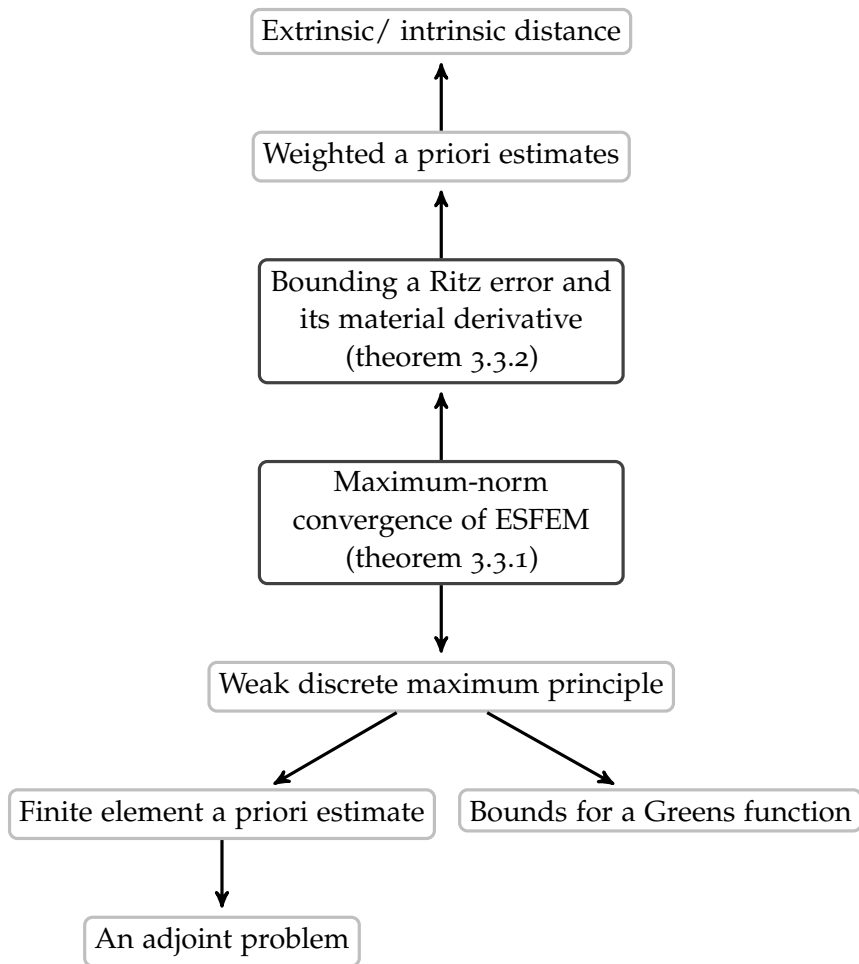 Extrinsic/ intrinsic distance
Weighted a priori estimates
Bounding a Ritz error and
its material derivative
(theorem 3.3.2)
Maximum-norm
convergence of ESFEM
(theorem 3.3.1)
Weak discrete maximum principle
Finite element a priori estimate
Bounds for a Greens function
An adjoint problem